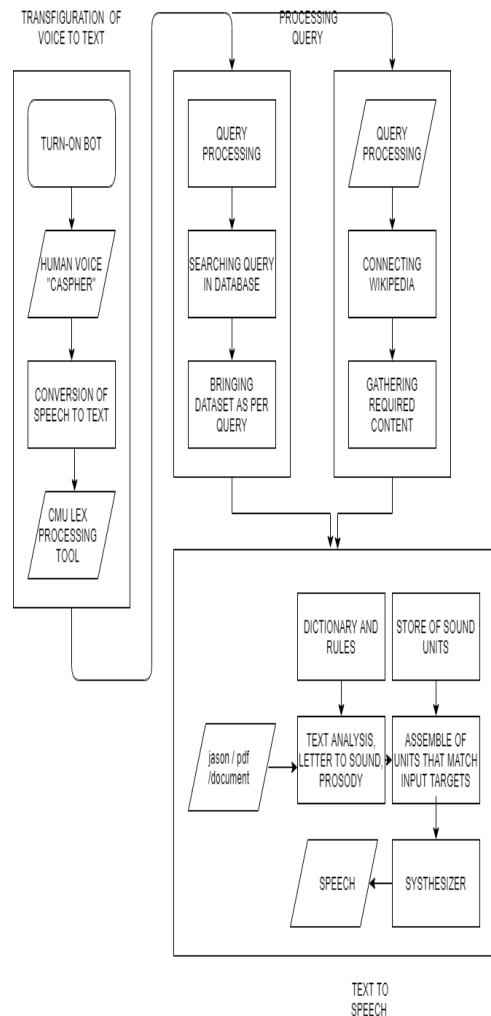 TRANSFIGURATION OF
VOICE TO TEXT
TURN-ON BOT
HUMAN VOICE
"CASPHER"
CONVERSION OF
SPEECH TO TEXT
CMU LEX
PROCESSING
TOOL
PROCESSING
QUERY
QUERY
PROCESSING
SEARCHING QUERY
IN DATABASE
BRINGING
DATASET AS PER
QUERY
QUERY
PROCESSING
CONNECTING
WIKIPEDIA
GATHERING
REQUIRED
CONTENT
DICTIONARY AND
RULES
STORE OF SOUND
UNITS
jason / pdf
/document
TEXT ANALYSIS,
LETTER TO SOUND,
PROSODY
ASSEMBLE OF
UNITS THAT MATCH
INPUT TARGETS
SPEECH
SYSTHESIZER
TEXT TO
SPEECH